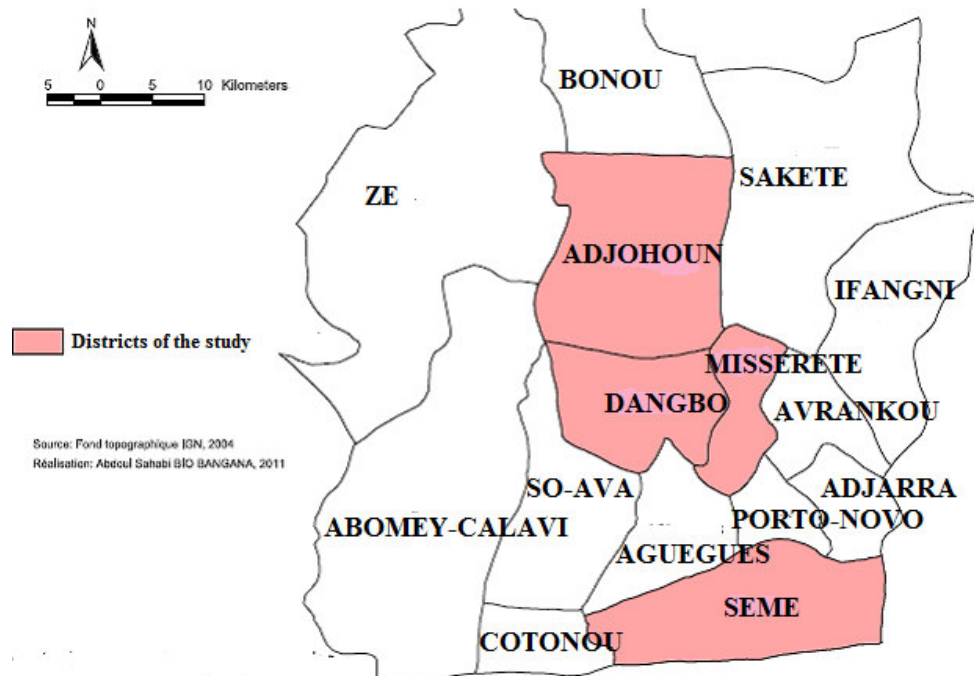 N
5 0 5 10 Kilometers
BONOU
SAKETE
ZE
ADJOHOUN
IFANGNI
Districts of the study
MISSERETE
DANGBO
AVRANKOU
Source: Fond topographique IGN, 2004
Réalisation: Abdoul Sahabi BIO BANGANA, 2011
SO-AVA
ADJARRA
ABOMEY-CALAVI
PORTO-NOVO
AGUEGUES
SEME
COTONOU